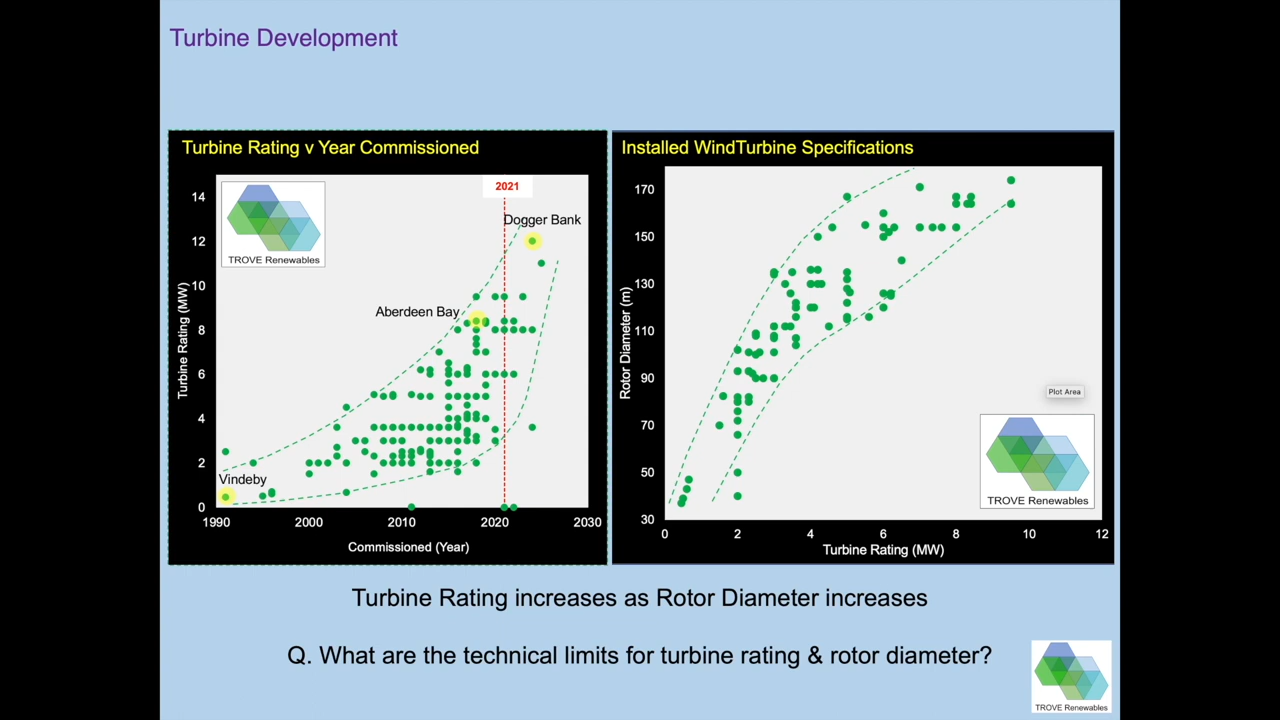 Turbine Development
Turbine Rating v Year Commissioned
TROVE Renewables
2021
Dogger Bank
Aberdeen Bay
Vindeby
Turbine Rating (MW)
14
12
10
8
6
4
2
0
1990
2000
2010
2020
2030
Commissioned (Year)
Installed WindTurbine Specifications
Rotor Diameter (m)
170
150
130
110
90
70
50
30
Plot Area
TROVE Renewables
0
2
4
6
8
10
12
Turbine Rating (MW)
Turbine Rating increases as Rotor Diameter increases
Q. What are the technical limits for turbine rating & rotor diameter?
TROVE Renewables